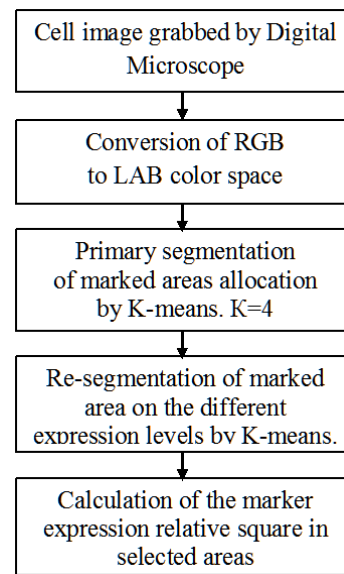 Cell image grabbed by Digital
Microscope
Conversion of RGB
to LAB color space
Primary segmentation
of marked areas allocation
by K-means. K=4
Re-segmentation of marked
area on the different
expression levels by K-means.
Calculation of the marker
expression relative square in
selected areas